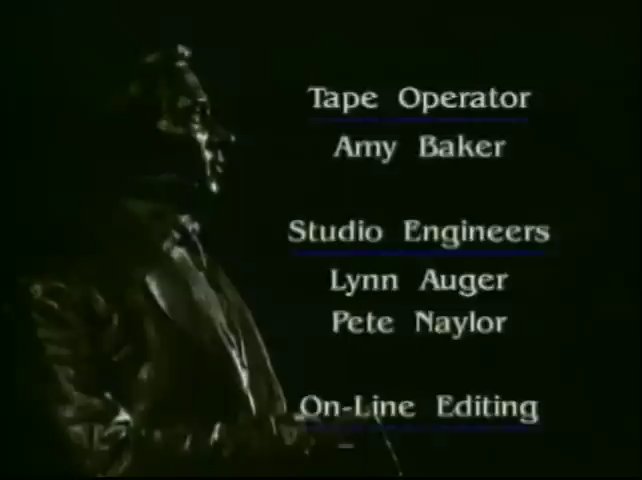 Tape Operator
Amy Baker
Studio Engineers
Lynn Auger
Pete Naylor
On-Line Editing